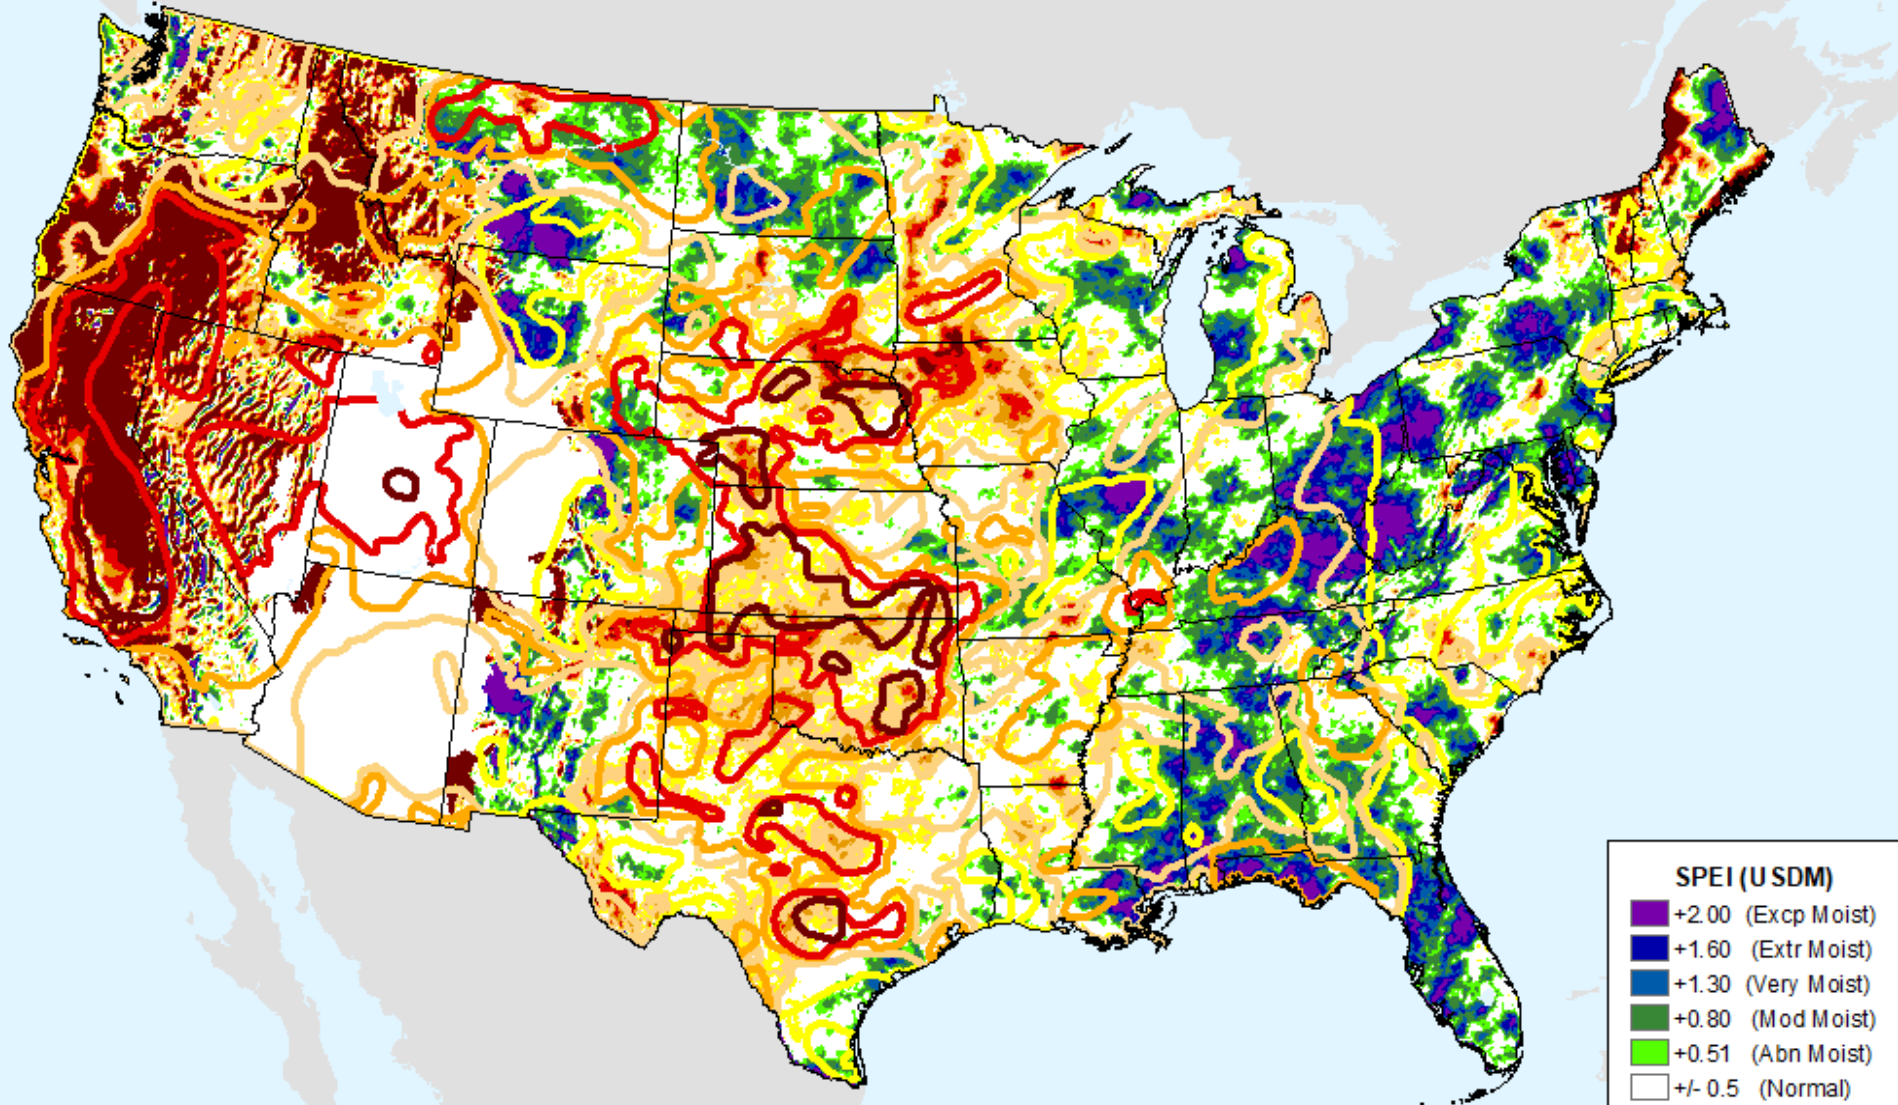 SPEI (USDM)
+2.00 (Excp Moist)
+1.60 (Extr Moist)
+1.30 (Very Moist)
+0.80 (Mod Moist)
+0.51 (Abn Moist)
+/- 0.5 (Normal)